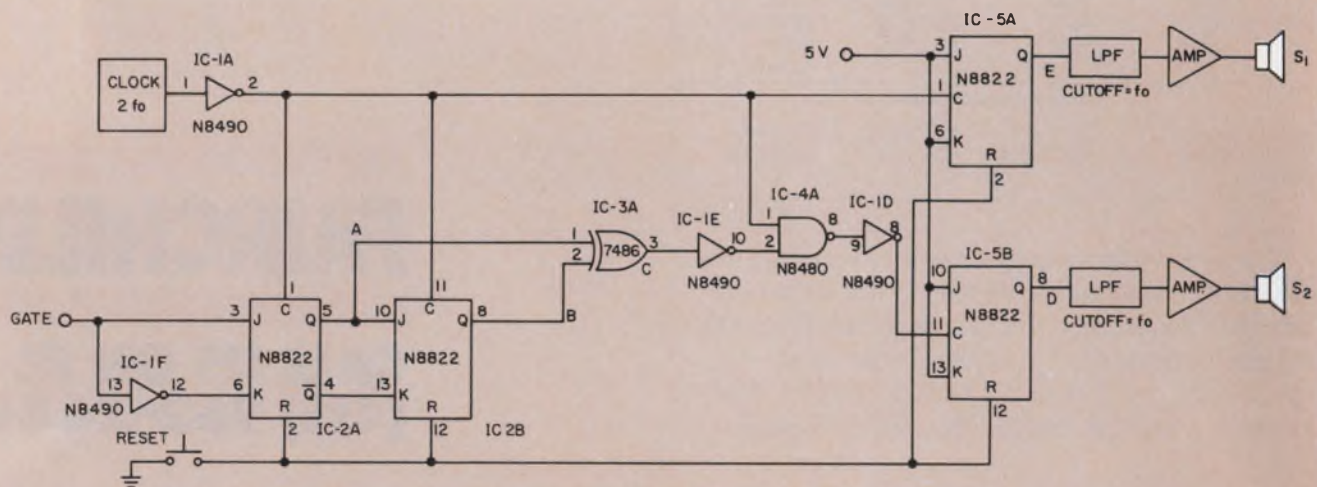 IC-5A
IC-1A
5 V
3 J Q
E
LPF
AMP
S1
CLOCK
2 fo
1
2
N8490
N8822
1 C
CUTOFF=fo
6 K
R
2
IC-3A
IC-4A
IC-1E
IC-1D
A
1
2
7486
3
C
10
N8490
1
2
8
N8480
9
8
N8490
IC-5B
10 J Q 8
D
LPF
AMP.
S2
N8822
11 C
CUTOFF=fo
13 K
R
12
1
C
11
C
GATE
3 J Q 5
10 J Q 8
B
N8822
N8822
IC-1F
13
12
N8490
6 K Q 4
13 K
R
R
2
IC-2A
12
IC 2B
RESET